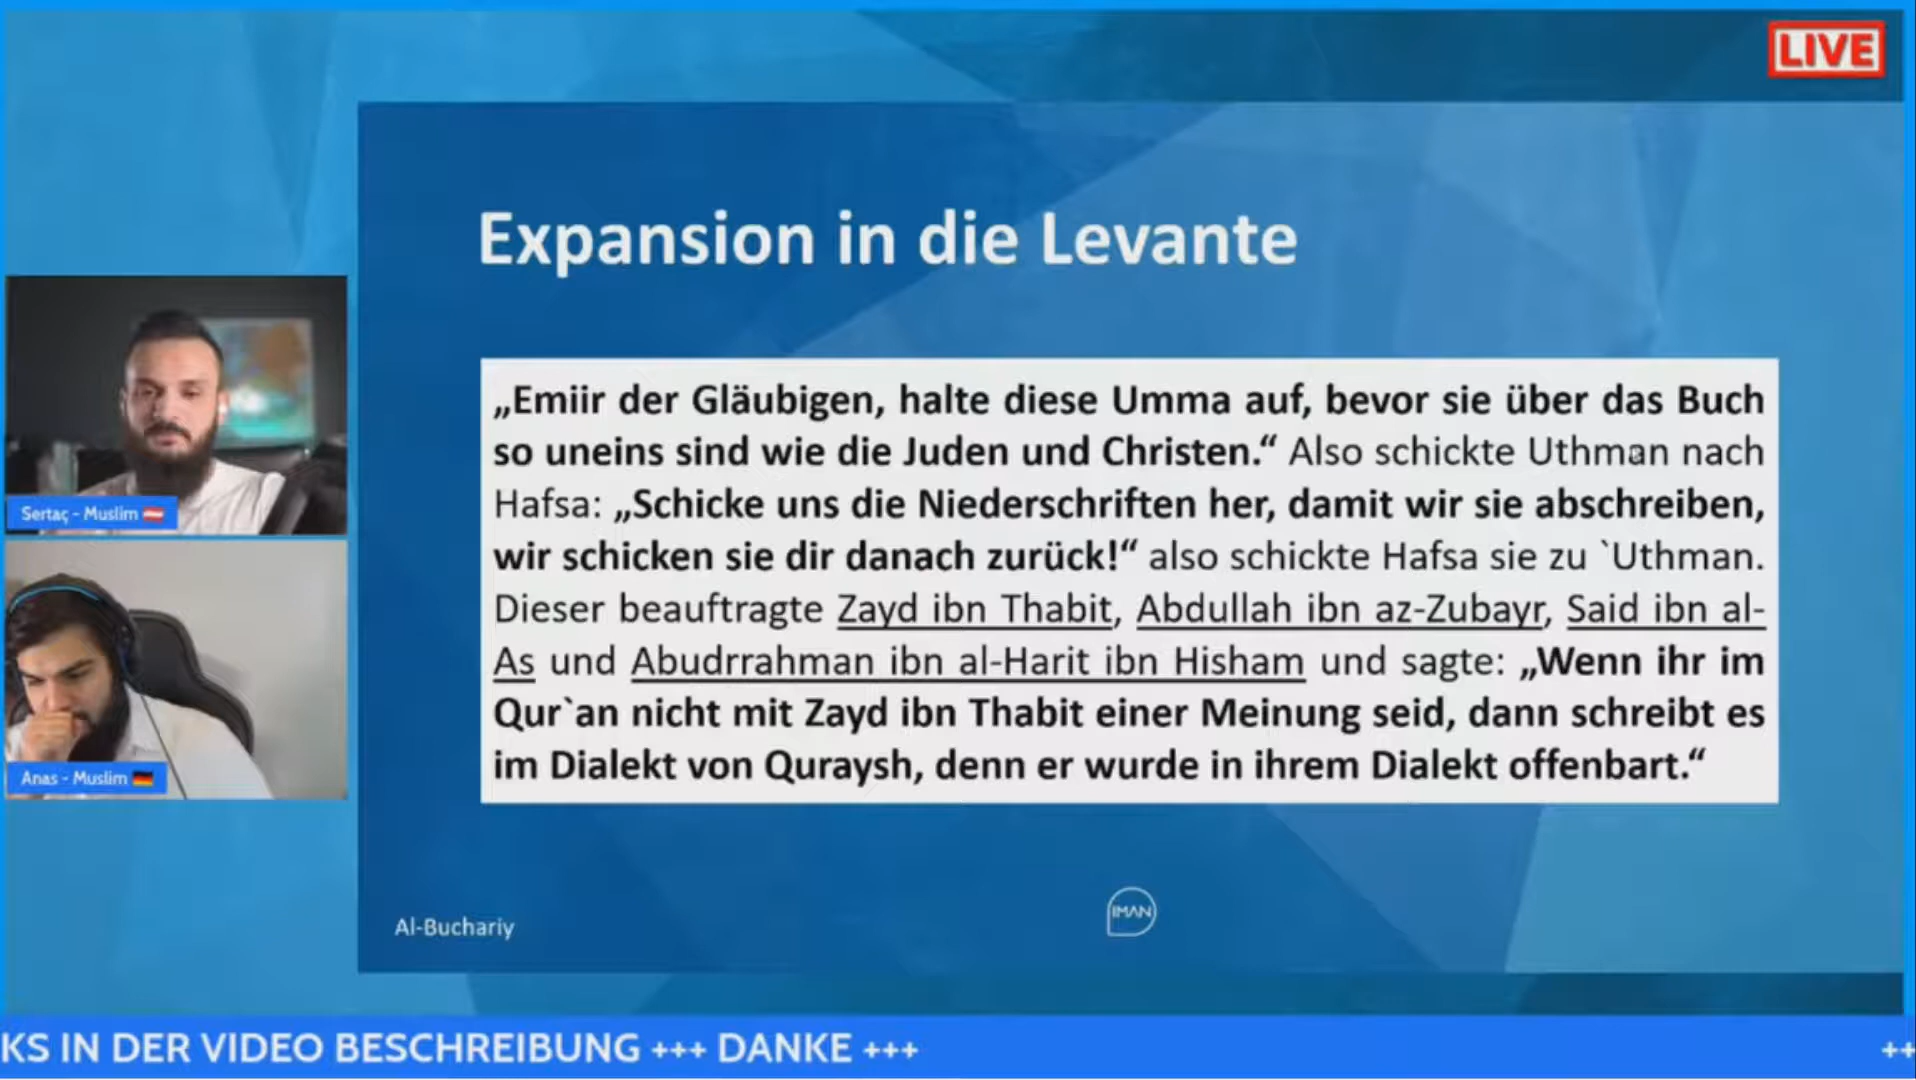 LIVE
Expansion in die Levante
„Emiir der Gläubigen, halte diese Umma auf, bevor sie über das Buch
so uneins sind wie die Juden und Christen.“ Also schickte Uthman nach
Hafsa: „Schicke uns die Niederschriften her, damit wir sie abschreiben,
wir schicken sie dir danach zurück!“ also schickte Hafsa sie zu `Uthman.
Dieser beauftragte Zayd ibn Thabit, Abdullah ibn az-Zubayr, Said ibn al-
As und Abudrrahman ibn al-Harit ibn Hisham und sagte: „Wenn ihr im
Qur`an nicht mit Zayd ibn Thabit einer Meinung seid, dann schreibt es
im Dialekt von Quraysh, denn er wurde in ihrem Dialekt offenbart.“
Sertaç - Muslim
Anas - Muslim
Al-Buchariy
IMAN
KS IN DER VIDEO BESCHREIBUNG +++ DANKE +++ ++